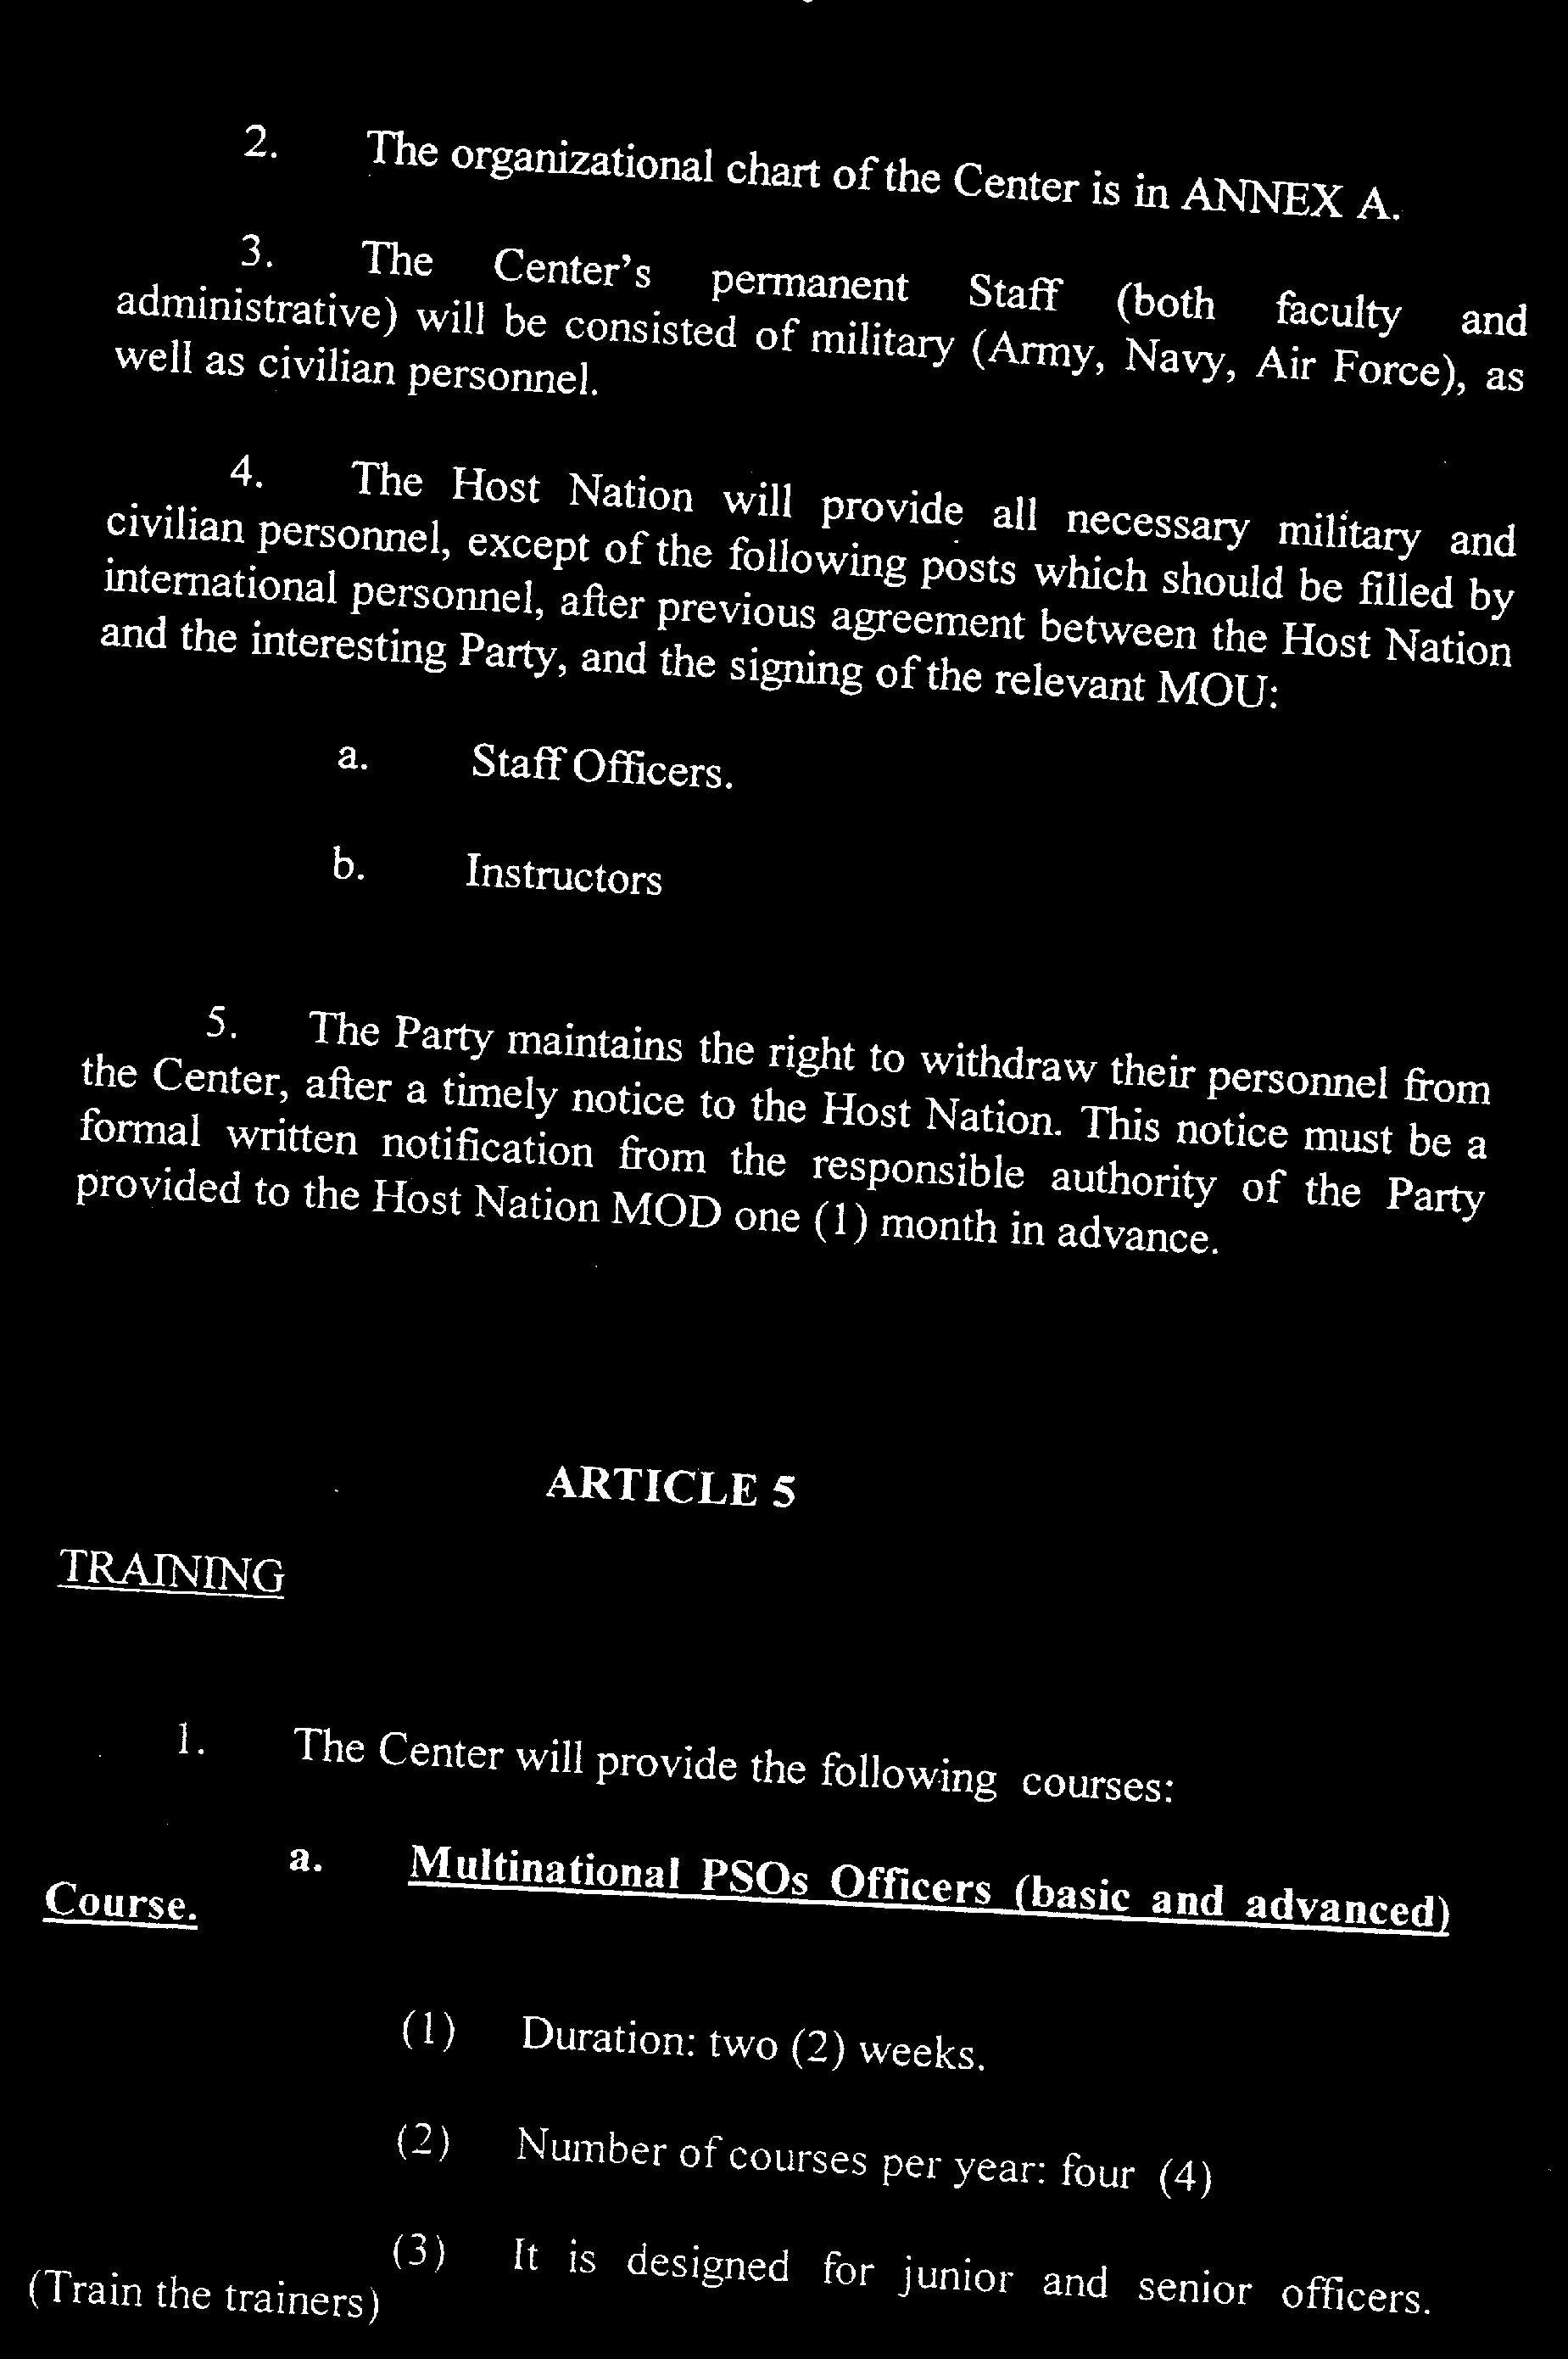 2. The organizational chart of the Center is in ANNEX A.
3. The Center's permanent Staff (both faculty and
administrative) will be consisted of military (Army, Navy, Air Force), as
well as civilian personnel.
4. The Host Nation will provide all necessary military and
civilian personnel, except of the following posts which should be filled by
international personnel, after previous agreement between the Host Nation
and the interesting Party, and the signing of the relevant MOU:
a. Staff Officers.
b. Instructors
5. The Party maintains the right to withdraw their personnel from
the Center, after a timely notice to the Host Nation. This notice must be a
formal written notification from the responsible authority of the Party
provided to the Host Nation MOD one (1) month in advance.
ARTICLE 5
TRAINING
1. The Center will provide the following courses:
a. Multinational PSOs Officers (basic and advanced)
Course.
(1) Duration: two (2) weeks.
(2) Number of courses per year: four (4)
(3) It is designed for junior and senior officers.
(Train the trainers)